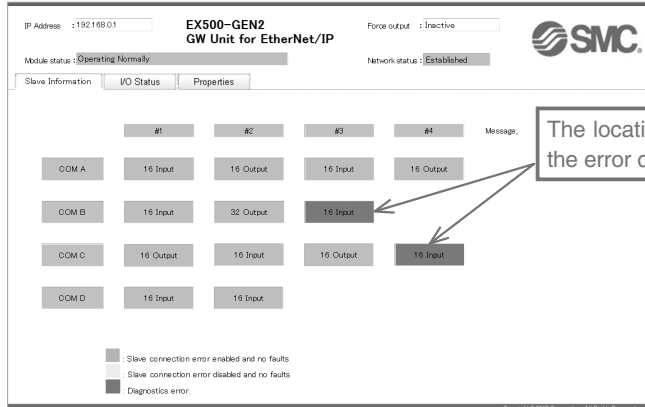 IP Address : 192.168.0.1
EX500-GEN2
GW Unit for EtherNet/IP
Force output : Inactive
SMC.
Module status : Operating Normally
Network status : Established
Slave Information I/O Status Properties
#1 #2 #3 #4 Message;
The locati
the error o
COM A 16 Input 16 Output 16 Input 16 Output
COM B 16 Input 32 Output 16 Input
COM C 16 Output 16 Input 16 Output 16 Input
COM D 16 Input 16 Input
: Slave connection error enabled and no faults
: Slave connection error disabled and no faults
: Diagnostics error.